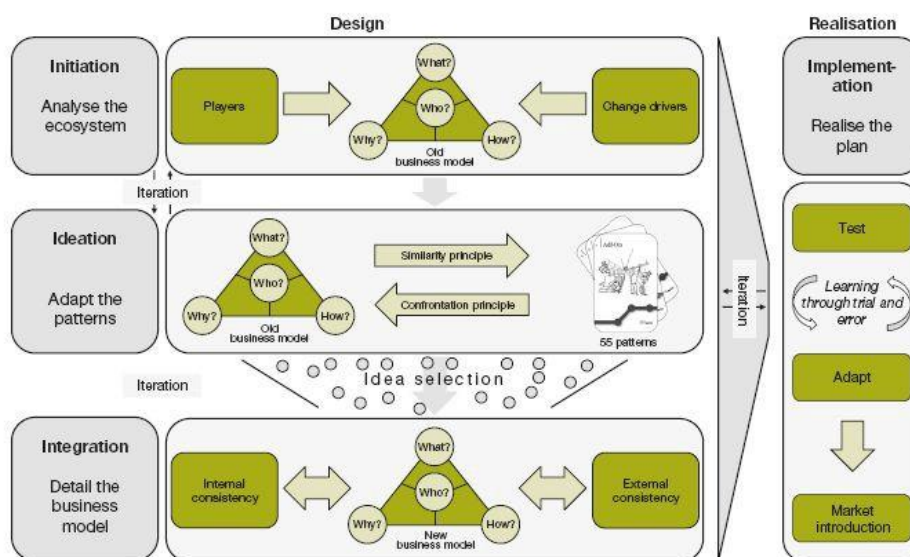 Design
Realisation
Initiation
Analyse the
ecosystem
Players
What?
Who?
Why?
How?
Old
business model
Change drivers
Implement-
ation
Realise the
plan
Iteration
Ideation
Adapt the
patterns
What?
Who?
Why?
How?
Old
business model
Similarity principle
Confrontation principle
55 patterns
Iteration
Test
Learning
through trial and
error
Adapt
Market
introduction
Iteration
Idea selection
Integration
Detail the
business
model
Internal
consistency
What?
Who?
Why?
How?
New
business model
External
consistency